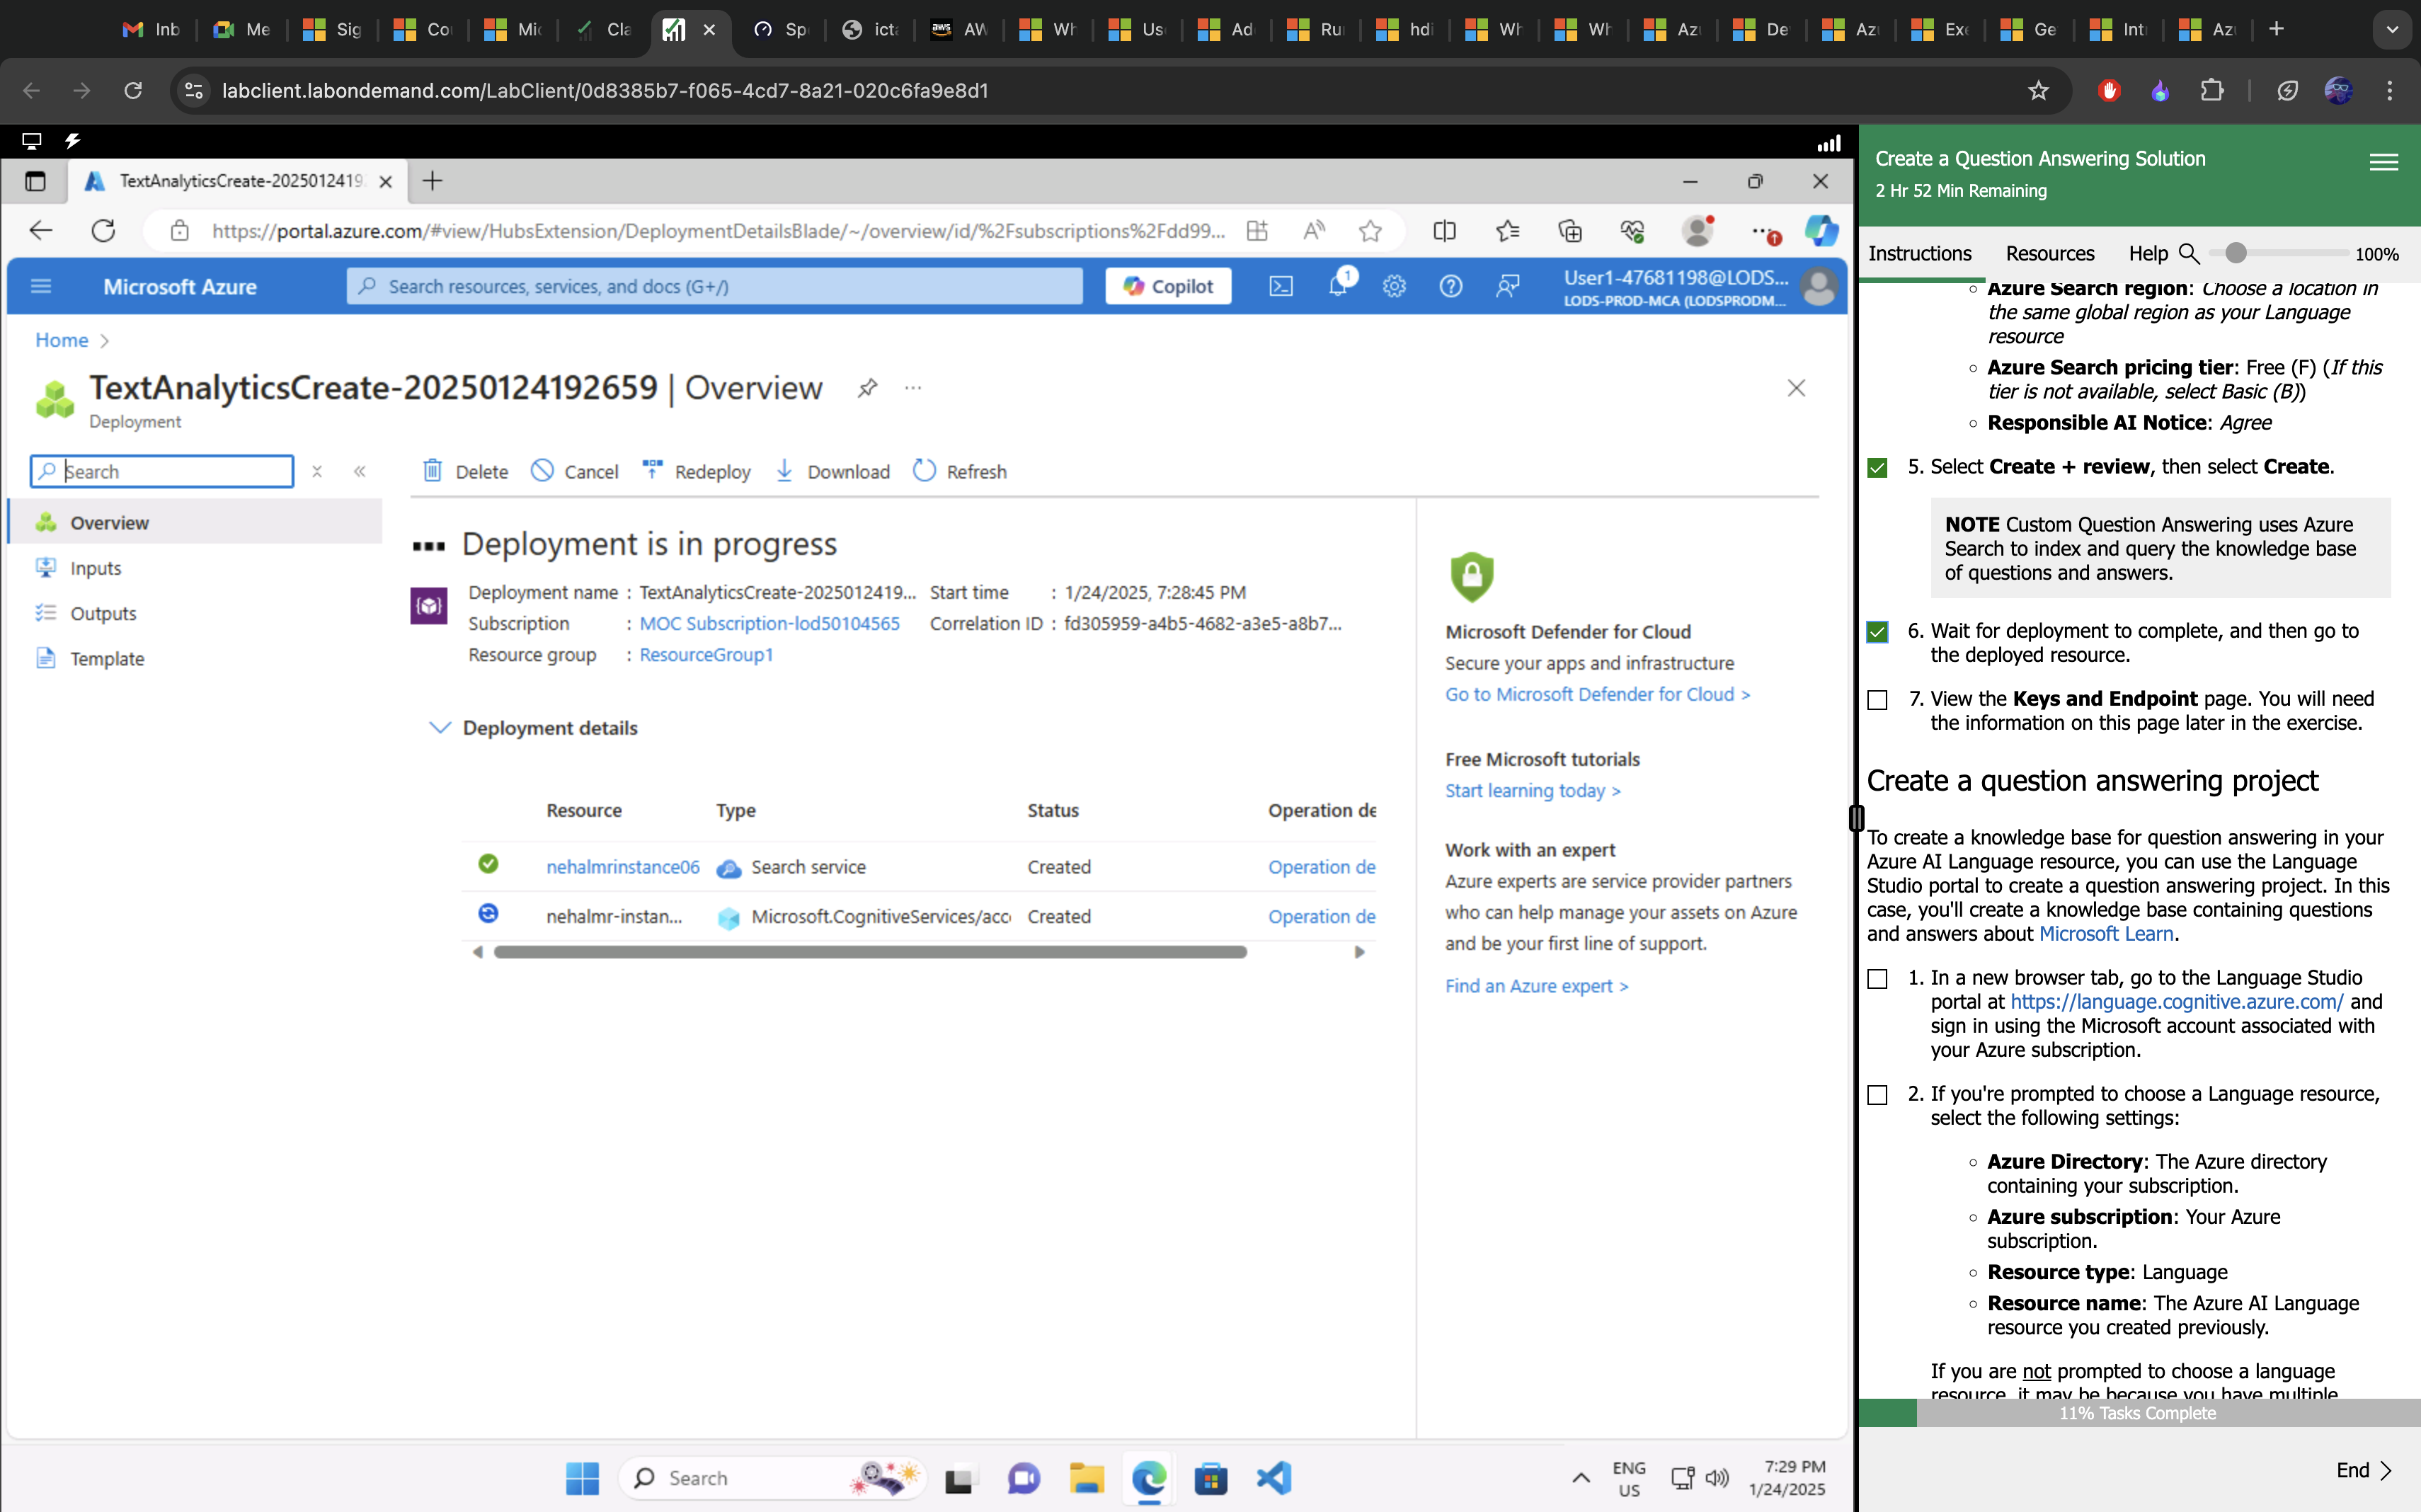 Inb
Me
Sig
Co
Mic
Cla
Sp
icta
aws AW
Wh
Us
Ad
Ru
hdi
Wh
Wh
Az
De
Az
Exe
Ge
Int
Az
labclient.labondemand.com/LabClient/0d8385b7-f065-4cd7-8a21-020c6fa9e8d1
TextAnalyticsCreate-2025012419
https://portal.azure.com/#view/HubsExtension/DeploymentDetailsBlade/~/overview/id/%2Fsubscriptions%2Fdd99...
Microsoft Azure
Search resources, services, and docs (G+/)
Copilot
1
User1-47681198@LODS...
LODS-PROD-MCA (LODSPRODM...
Home
TextAnalyticsCreate-20250124192659 | Overview
Deployment
Search
Delete
Cancel
Redeploy
Download
Refresh
Overview
Inputs
Outputs
Template
Deployment is in progress
Deployment name : TextAnalyticsCreate-2025012419...
Subscription : MOC Subscription-lod50104565
Resource group : ResourceGroup1
Start time : 1/24/2025, 7:28:45 PM
Correlation ID : fd305959-a4b5-4682-a3e5-a8b7...
Deployment details
Resource Type Status Operation de
nehalmrinstance06 Search service Created Operation de
nehalmr-instan... Microsoft.CognitiveServices/acc Created Operation de
Microsoft Defender for Cloud
Secure your apps and infrastructure
Go to Microsoft Defender for Cloud >
Free Microsoft tutorials
Start learning today >
Work with an expert
Azure experts are service provider partners
who can help manage your assets on Azure
and be your first line of support.
Find an Azure expert >
Search
ENG
US
7:29 PM
1/24/2025
Create a Question Answering Solution
2 Hr 52 Min Remaining
Instructions
Resources
Help
100%
Azure Search region: Choose a location in
the same global region as your Language
resource
Azure Search pricing tier: Free (F) (If this
tier is not available, select Basic (B))
Responsible AI Notice: Agree
5. Select Create + review, then select Create.
NOTE Custom Question Answering uses Azure
Search to index and query the knowledge base
of questions and answers.
6. Wait for deployment to complete, and then go to
the deployed resource.
7. View the Keys and Endpoint page. You will need
the information on this page later in the exercise.
Create a question answering project
To create a knowledge base for question answering in your
Azure AI Language resource, you can use the Language
Studio portal to create a question answering project. In this
case, you'll create a knowledge base containing questions
and answers about Microsoft Learn.
1. In a new browser tab, go to the Language Studio
portal at https://language.cognitive.azure.com/ and
sign in using the Microsoft account associated with
your Azure subscription.
2. If you're prompted to choose a Language resource,
select the following settings:
Azure Directory: The Azure directory
containing your subscription.
Azure subscription: Your Azure
subscription.
Resource type: Language
Resource name: The Azure AI Language
resource you created previously.
If you are not prompted to choose a language
resource, it may be because you have multiple
11% Tasks Complete
End